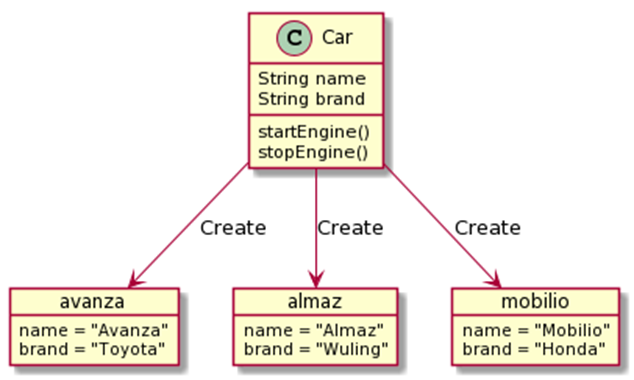 C Car
String name
String brand
startEngine()
stopEngine()
Create
Create
Create
avanza
name = "Avanza"
brand = "Toyota"
almaz
name = "Almaz"
brand = "Wuling"
mobilio
name = "Mobilio"
brand = "Honda"